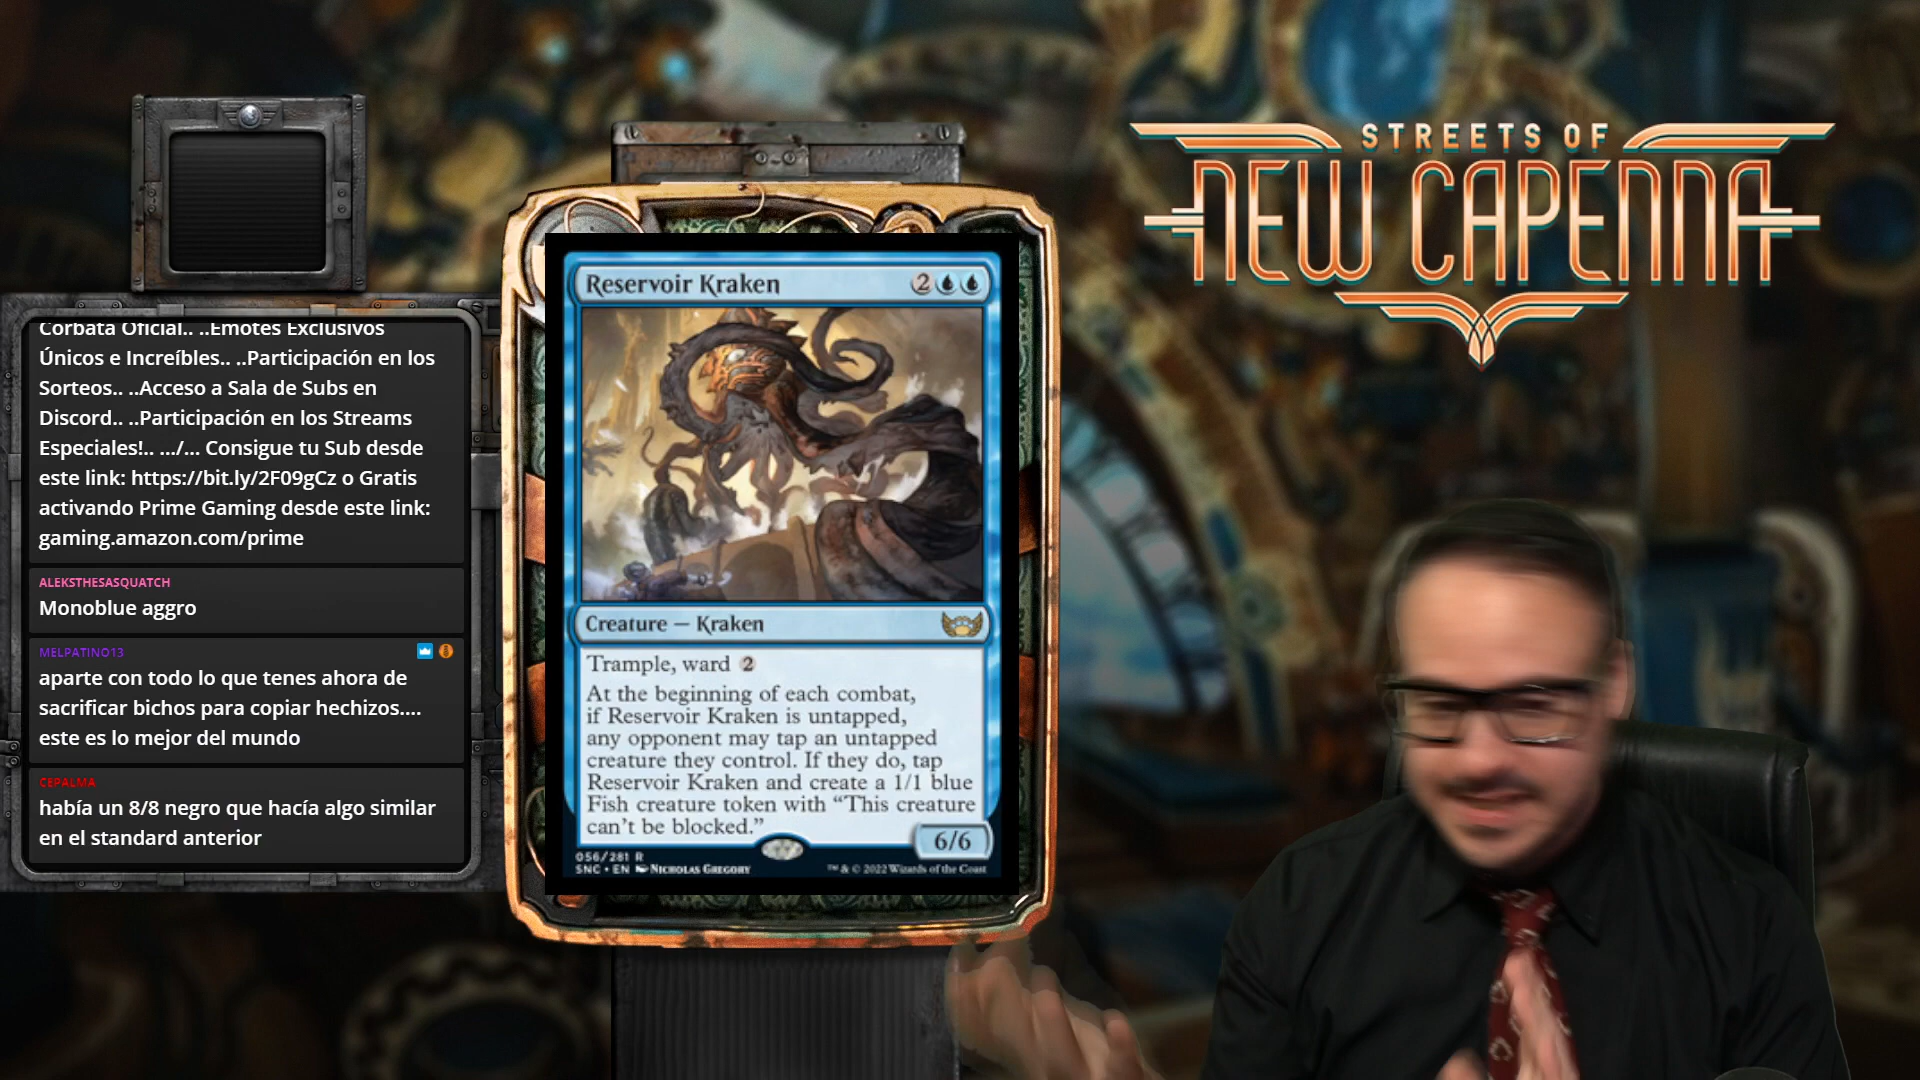 Corbata Oficial.. ..Emotes Exclusivos
Únicos e Increíbles.. ..Participación en los
Sorteos.. ..Acceso a Sala de Subs en
Discord.. ..Participación en los Streams
Especiales!.. .../... Consigue tu Sub desde
este link: https://bit.ly/2F09gCz o Gratis
activando Prime Gaming desde este link:
gaming.amazon.com/prime
ALEKSTHESASQUATCH
Monoblue aggro
MELPATINO13
aparte con todo lo que tenes ahora de
sacrificar bichos para copiar hechizos....
este es lo mejor del mundo
CEPALMA
había un 8/8 negro que hacía algo similar
en el standard anterior
Reservoir Kraken 2
Creature — Kraken
Trample, ward 2
At the beginning of each combat,
if Reservoir Kraken is untapped,
any opponent may tap an untapped
creature they control. If they do, tap
Reservoir Kraken and create a 1/1 blue
Fish creature token with “This creature
can't be blocked.”
6/6
056/281 R
SNC • EN Nicholas Gregory
™ & © 2022 Wizards of the Coast
STREETS OF
NEW CAPENNA